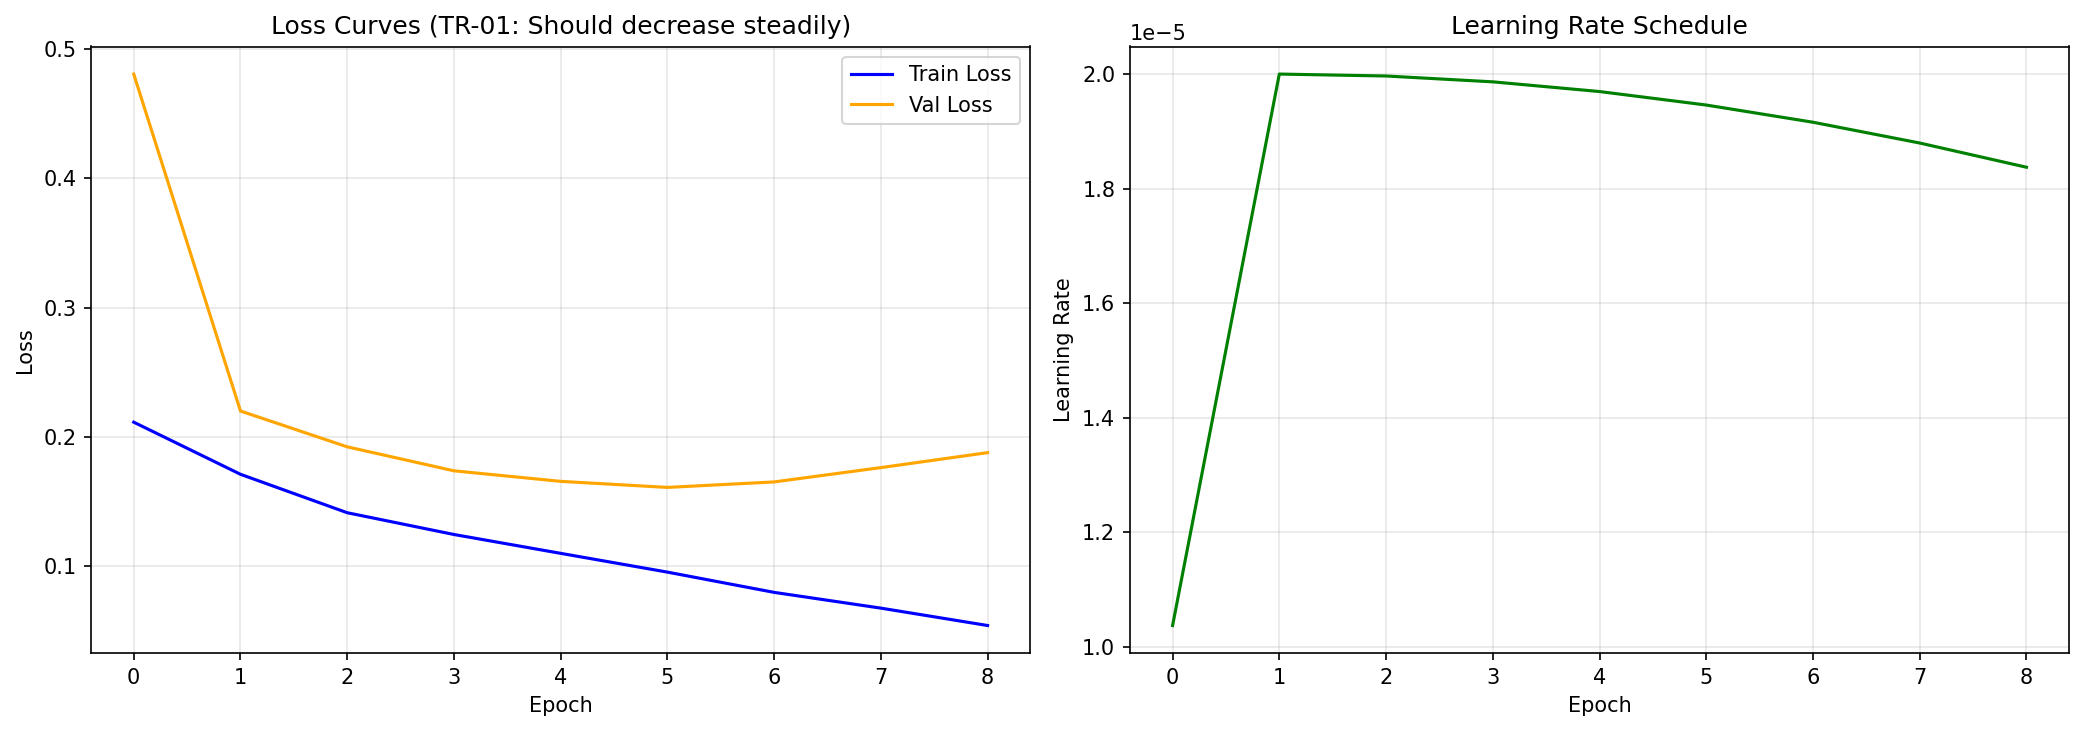 Loss Curves (TR-01: Should decrease steadily)
Train Loss
Val Loss
0.5
0.4
0.3
0.2
0.1
Loss
0 1 2 3 4 5 6 7 8
Epoch
Learning Rate Schedule
1e−5
2.0
1.8
1.6
1.4
1.2
1.0
Learning Rate
0 1 2 3 4 5 6 7 8
Epoch